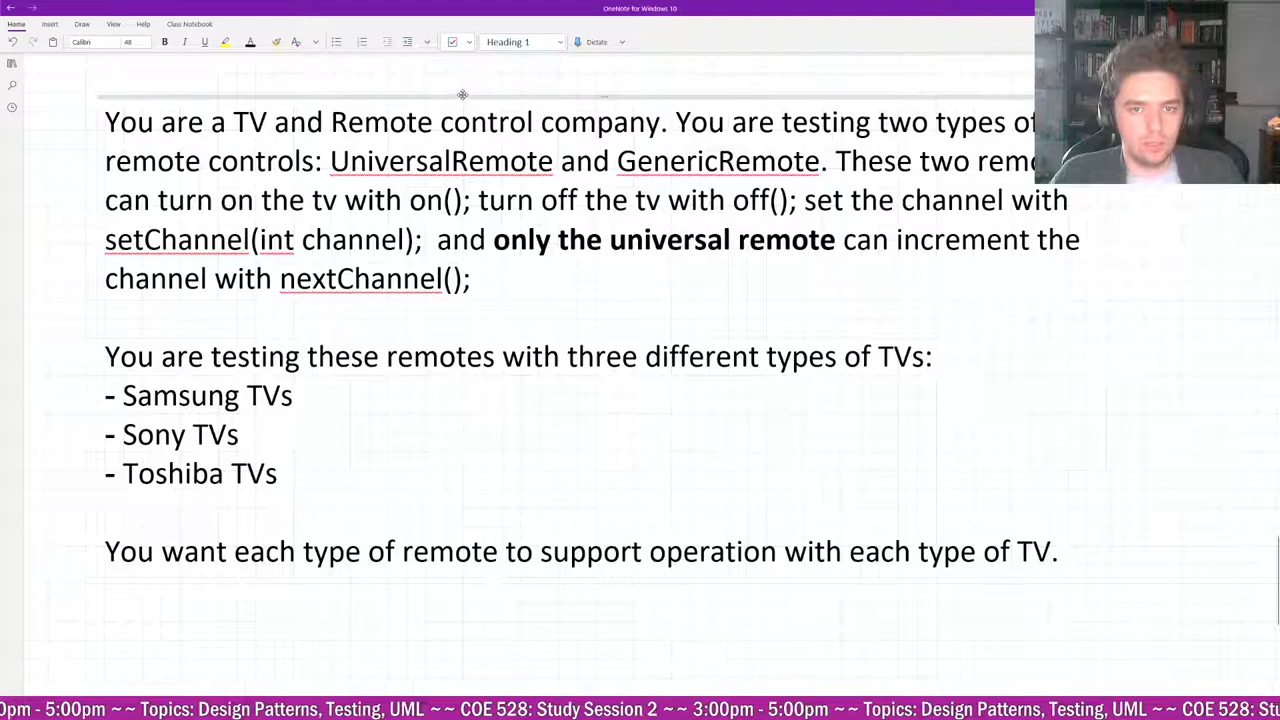 OneNote for Windows 10
Home Insert Draw View Help Class Notebook
Calibri 48 B I U A Heading 1 Dictate
You are a TV and Remote control company. You are testing two types of
remote controls: UniversalRemote and GenericRemote. These two
can turn on the tv with on(); turn off the tv with off(); set the channel with
setChannel(int channel); and only the universal remote can increment the
channel with nextChannel();
You are testing these remotes with three different types of TVs:
- Samsung TVs
- Sony TVs
- Toshiba TVs
You want each type of remote to support operation with each type of TV.
0pm - 5:00pm ~~ Topics: Design Patterns, Testing, UML ~~ COE 528: Study Session 2 ~~ 3:00pm - 5:00pm ~~ Topics: Design Patterns, Testing, UML ~~ COE 528: Stu